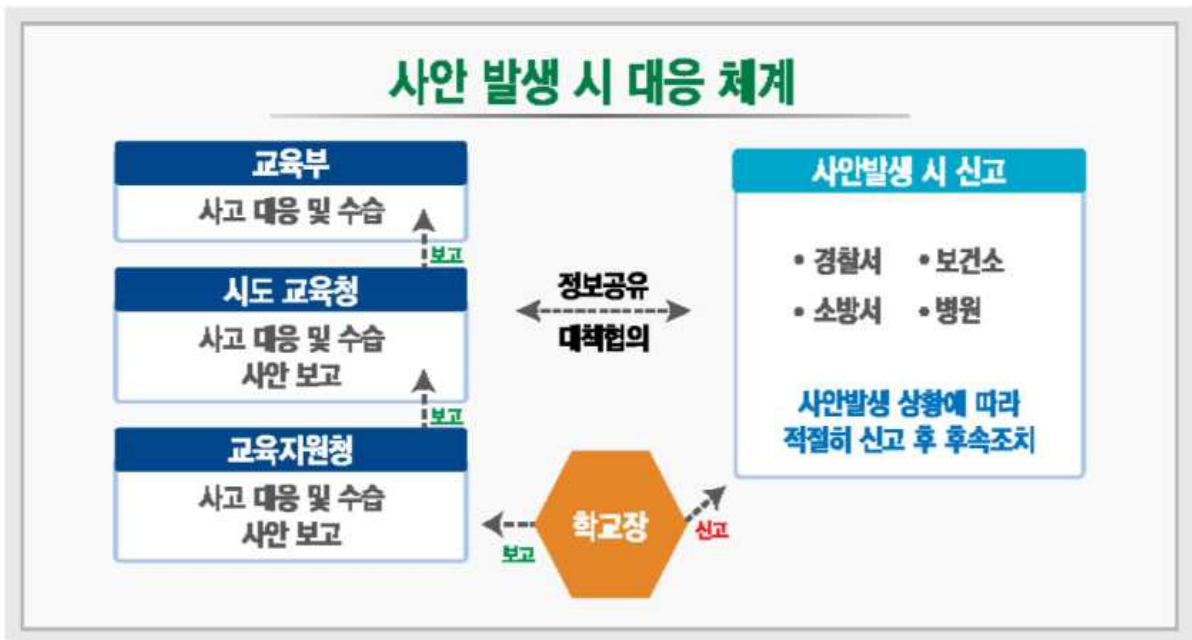 사안 발생 시 대응 체계
교육부
사고 대응 및 수습
보고
시도 교육청
사고 대응 및 수습
사안 보고
보고
교육지원청
사고 대응 및 수습
사안 보고
정보공유
대책협의
학교장
보고
신고
사안발생 시 신고
• 경찰서 • 보건소
• 소방서 • 병원
사안발생 상황에 따라
적절히 신고 후 후속조치